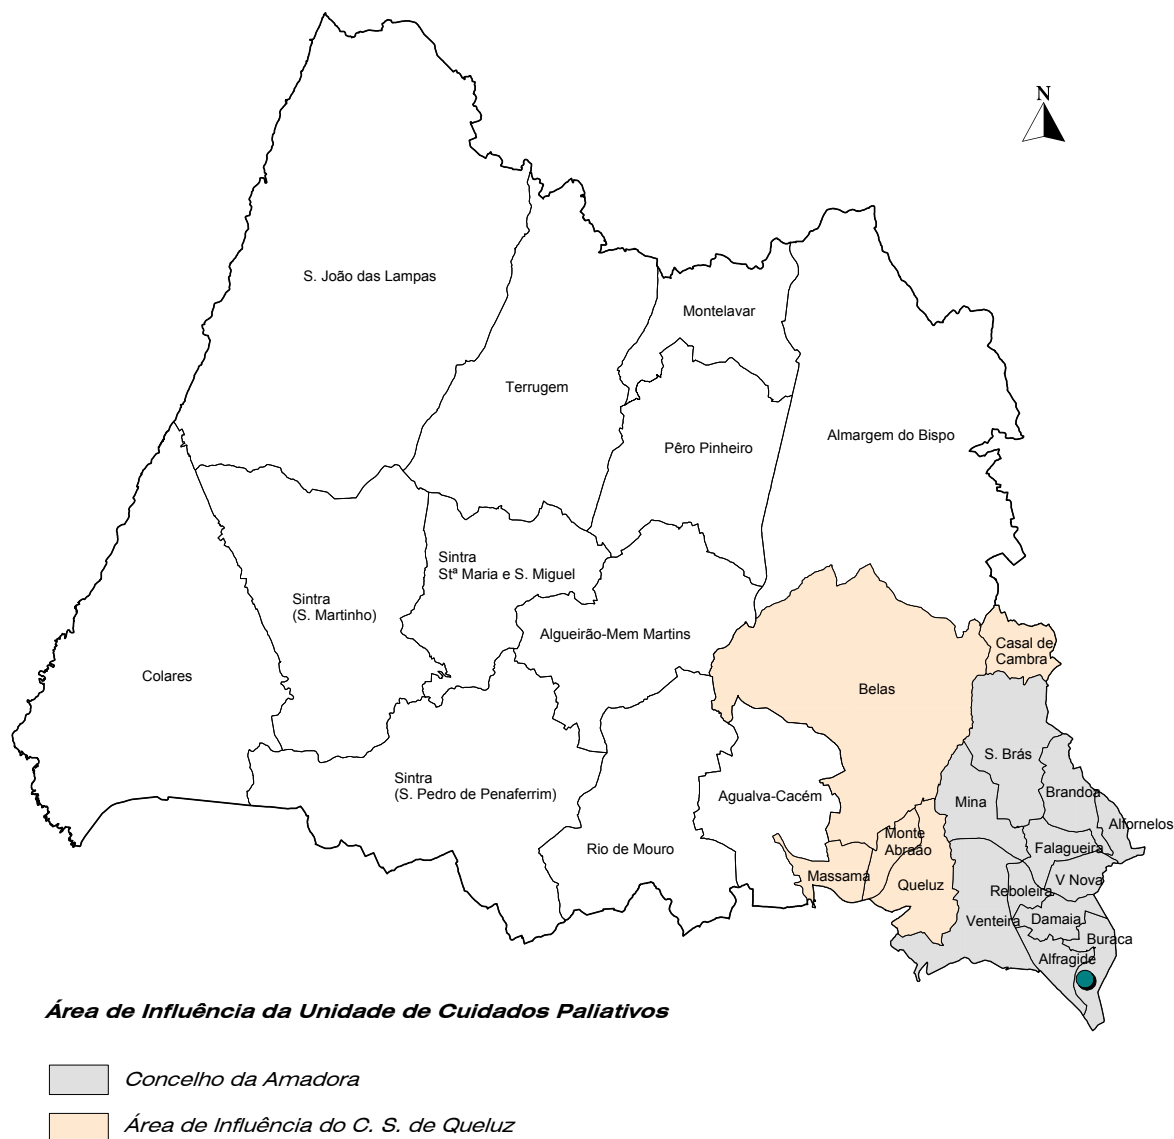 N
S. João das Lampas
Montelavar
Terrugem
Almargem do Bispo
Pêro Pinheiro
Sintra
Stª Maria e S. Miguel
Sintra
(S. Martinho)
Algueirão-Mem Martins
Casal de
Cambra
Colares
Belas
S. Brás
Sintra
(S. Pedro de Penaferrim)
Agualva-Cacém
Mina
Brandoa
Alfornelos
Monte
Abraão
Rio de Mouro
Falagueira
Massamá
Queluz
Reboleira
V Nova
Venteira
Damaia
Buraca
Alfragide
Área de Influência da Unidade de Cuidados Paliativos
Concelho da Amadora
Área de Influência do C. S. de Queluz